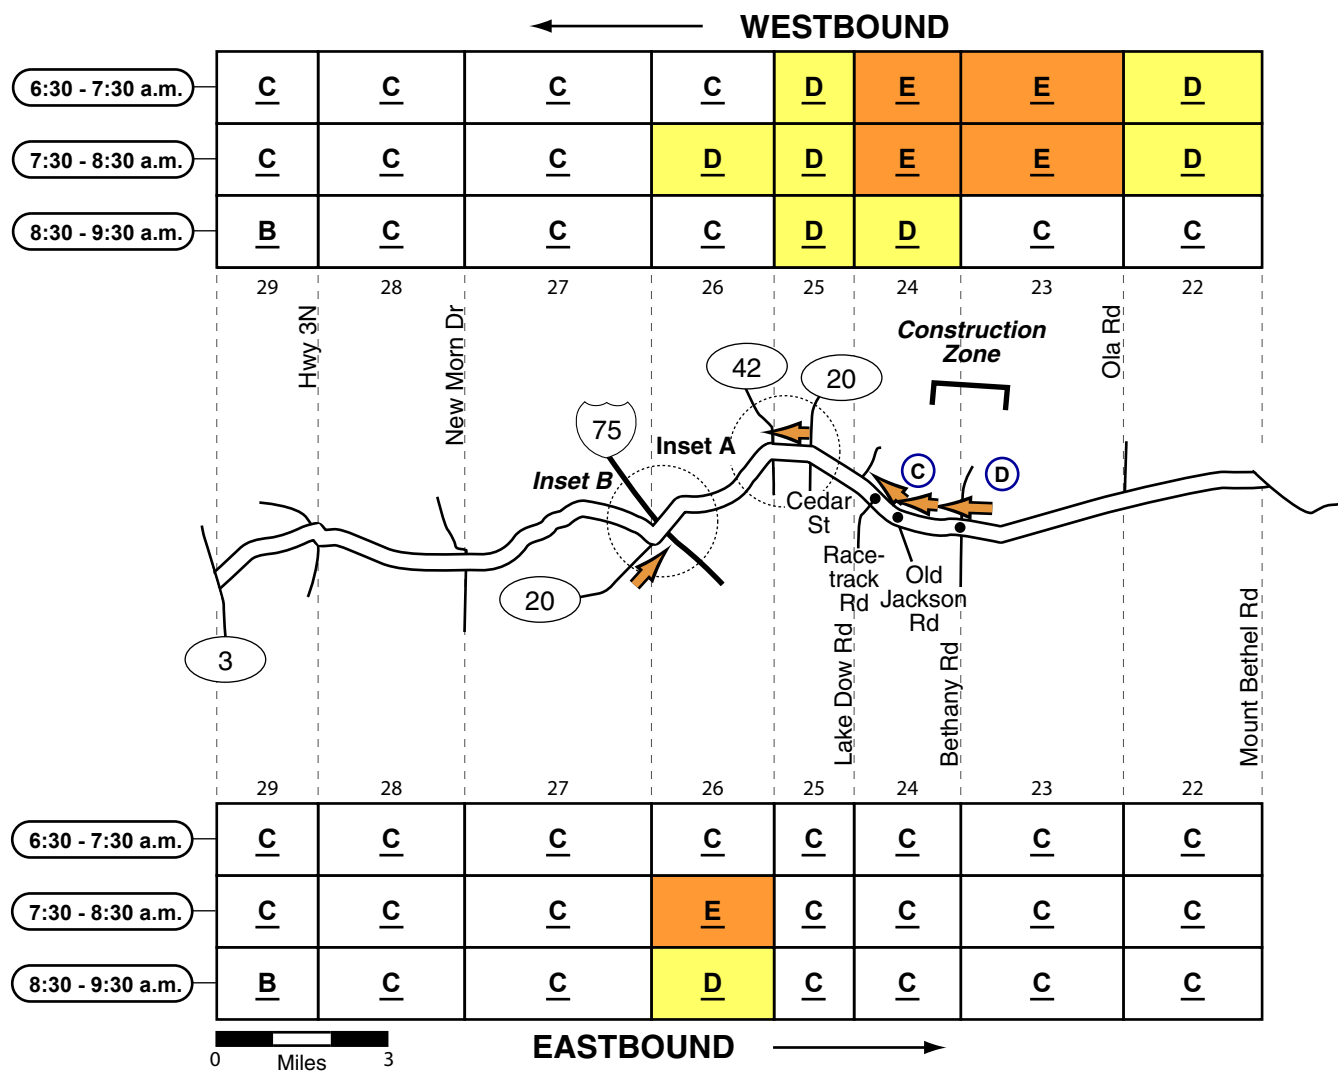 WESTBOUND
6:30 - 7:30 a.m. C C C C D E E D
7:30 - 8:30 a.m. C C C D D E E D
8:30 - 9:30 a.m. B C C C D D C C
29 28 27 26 25 24 23 22
Hwy 3N
New Morn Dr
Construction
Zone
Ola Rd
42
20
75
Inset A
Inset B
C
D
Cedar
St
Race-
track
Rd
Old
Jackson
Rd
20
3
Lake Dow Rd
Bethany Rd
Mount Bethel Rd
29 28 27 26 25 24 23 22
6:30 - 7:30 a.m. C C C C C C C C
7:30 - 8:30 a.m. C C C E C C C C
8:30 - 9:30 a.m. B C C D C C C C
0 Miles 3
EASTBOUND